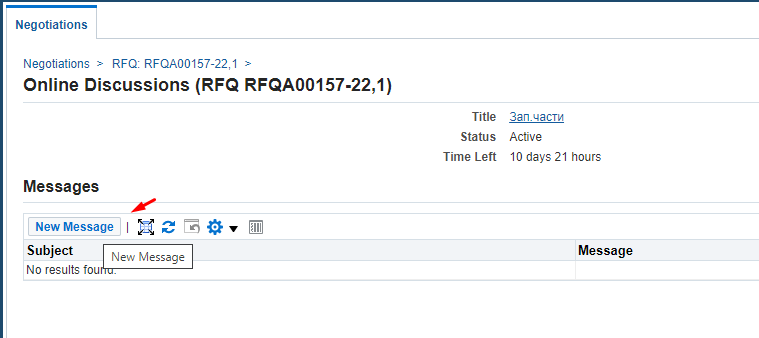 Negotiations
Negotiations > RFQ: RFQA00157-22,1 >
Online Discussions (RFQ RFQA00157-22,1)
Title Зап.части
Status Active
Time Left 10 days 21 hours
Messages
New Message
Subject Message
New Message
No results found.